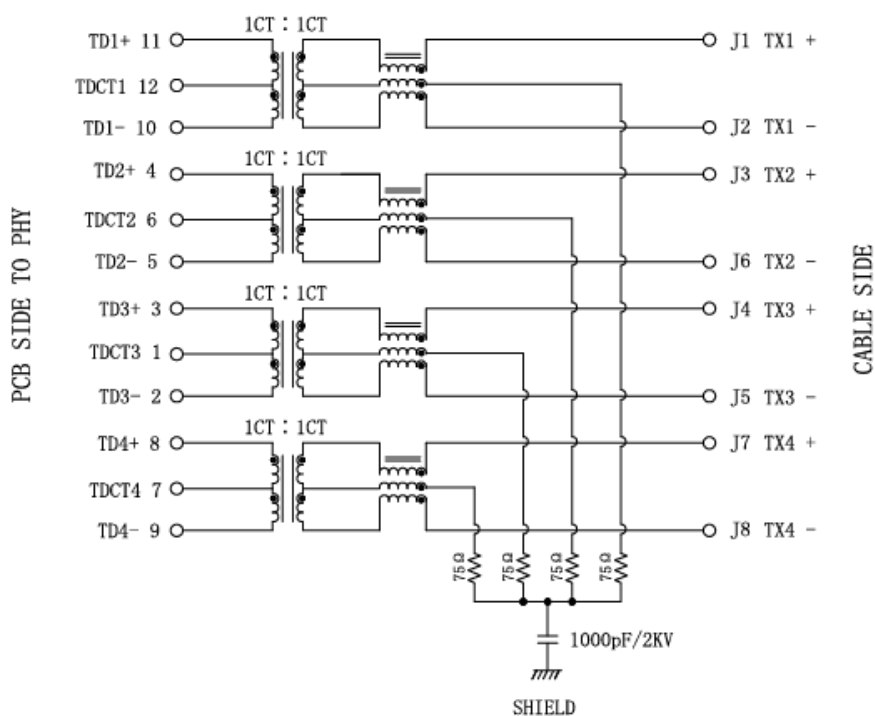 1CT : 1CT
TD1+ 11
J1 TX1 +
TDCT1 12
TD1- 10
J2 TX1 -
1CT : 1CT
TD2+ 4
J3 TX2 +
TDCT2 6
TD2- 5
J6 TX2 -
PCB SIDE TO PHY
CABLE SIDE
1CT : 1CT
TD3+ 3
J4 TX3 +
TDCT3 1
TD3- 2
J5 TX3 -
1CT : 1CT
TD4+ 8
J7 TX4 +
TDCT4 7
TD4- 9
J8 TX4 -
75Ω
75Ω
75Ω
75Ω
1000pF/2KV
SHIELD